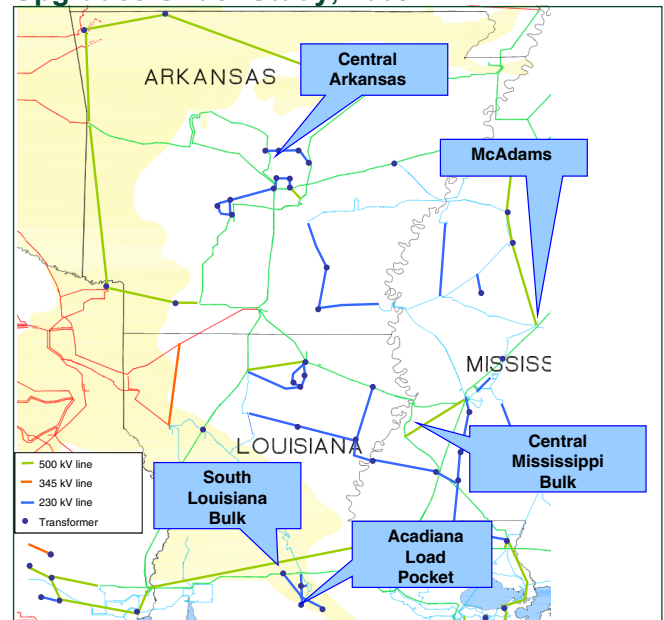 Central
Arkansas
ARKANSAS
McAdams
MISSISS
LOUISIANA
Central
Mississippi
Bulk
500 kV line
345 kV line
230 kV line
Transformer
South
Louisiana
Bulk
Acadiana
Load
Pocket